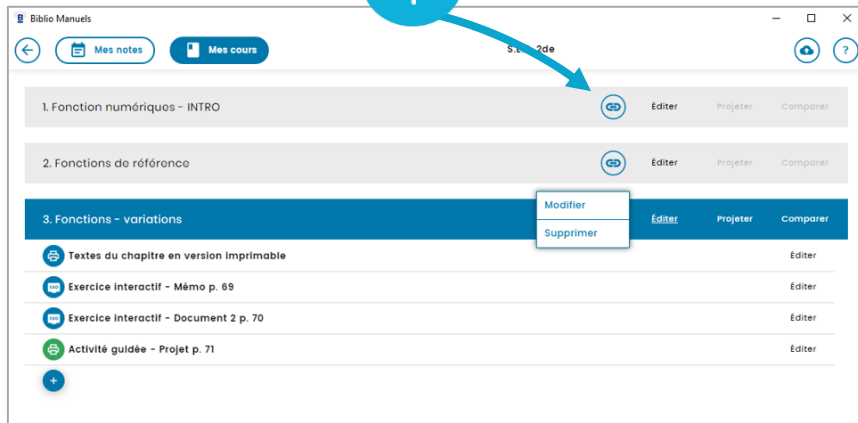 Biblio Manuels
Mes notes Mes cours 2de
1. Fonction numériques - INTRO Éditer Projeter Comparer
2. Fonctions de référence Éditer Projeter Comparer
Modifier
3. Fonctions - variations Éditer Projeter Comparer
Supprimer
Textes du chapitre en version imprimable Éditer
Exercice interactif - Mémo p. 69 Éditer
Exercice interactif - Document 2 p. 70 Éditer
Activité guidée - Projet p. 71 Éditer